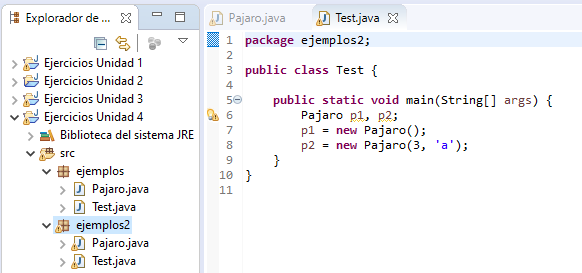 Explorador de ...
Ejercicios Unidad 1
Ejercicios Unidad 2
Ejercicios Unidad 3
Ejercicios Unidad 4
Biblioteca del sistema JRE
src
ejemplos
Pajaro.java
Test.java
ejemplos2
Pajaro.java
Test.java
Pajaro.java
Test.java
1 package ejemplos2;
2
3 public class Test {
4
5 public static void main(String[] args) {
6 Pajaro p1, p2;
7 p1 = new Pajaro();
8 p2 = new Pajaro(3, 'a');
9 }
10 }
11